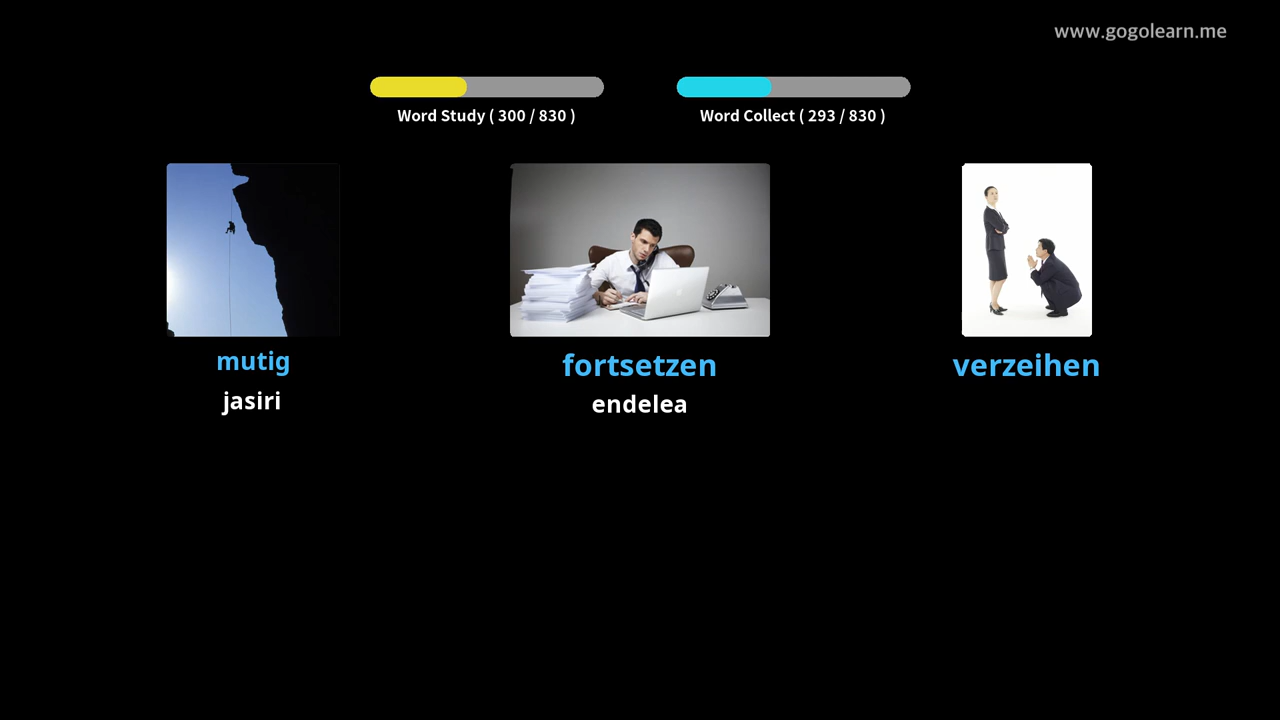 www.gogolearn.me
Word Study ( 300 / 830 )
Word Collect ( 293 / 830 )
mutig
jasiri
fortsetzen
endelea
verzeihen